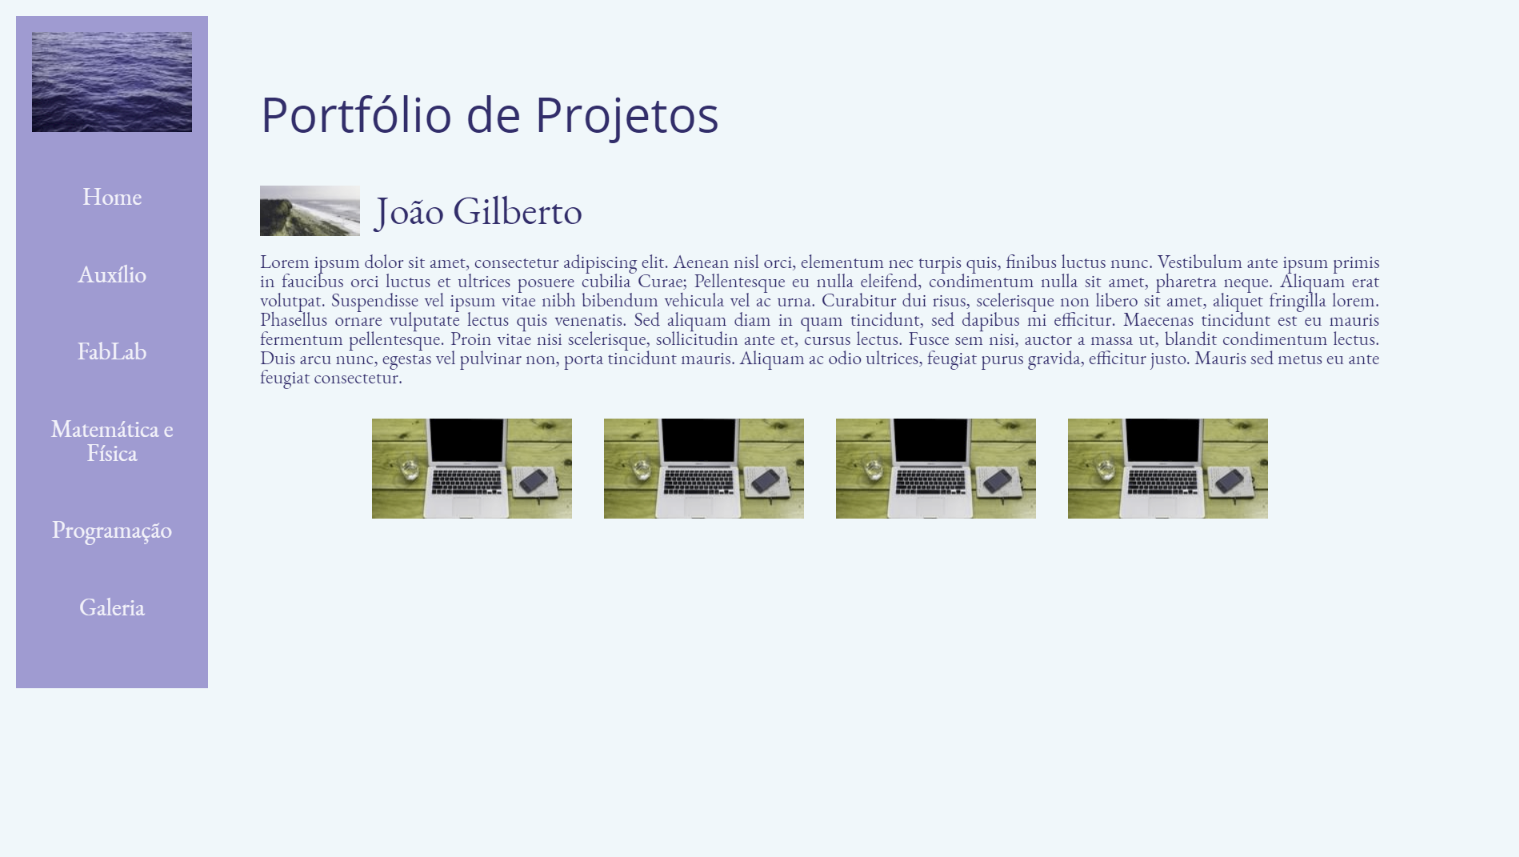 Portfólio de Projetos
Home
Auxílio
FabLab
Matemática e
Física
Programação
Galeria
João Gilberto
Lorem ipsum dolor sit amet, consectetur adipiscing elit. Aenean nisl orci, elementum nec turpis quis, finibus luctus nunc. Vestibulum ante ipsum primis
in faucibus orci luctus et ultrices posuere cubilia Curae; Pellentesque eu nulla eleifend, condimentum nulla sit amet, pharetra neque. Aliquam erat
volutpat. Suspendisse vel ipsum vitae nibh bibendum vehicula vel ac urna. Curabitur dui risus, scelerisque non libero sit amet, aliquet fringilla lorem.
Phasellus ornare vulputate lectus quis venenatis. Sed aliquam diam in quam tincidunt, sed dapibus mi efficitur. Maecenas tincidunt est eu mauris
fermentum pellentesque. Proin vitae nisi scelerisque, sollicitudin ante et, cursus lectus. Fusce sem nisi, auctor a massa ut, blandit condimentum lectus.
Duis arcu nunc, egestas vel pulvinar non, porta tincidunt mauris. Aliquam ac odio ultrices, feugiat purus gravida, efficitur justo. Mauris sed metus eu ante
feugiat consectetur.